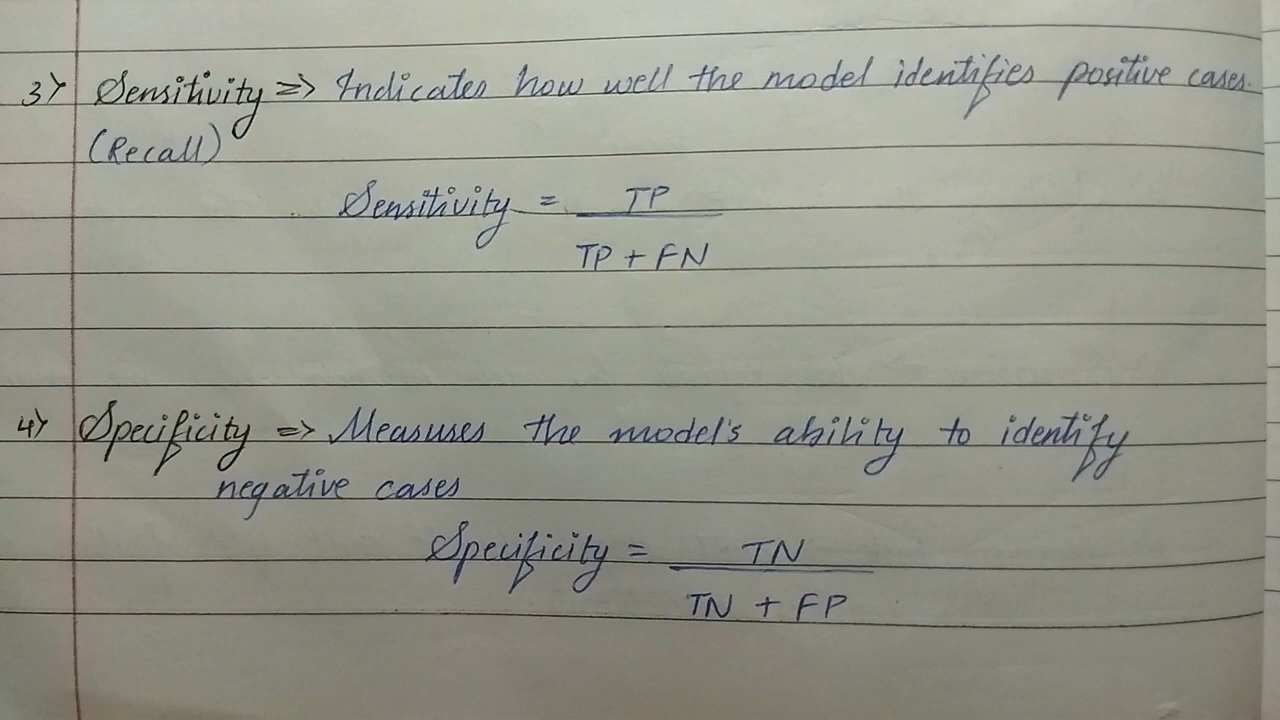 3) Sensitivity => Indicates how well the model identifies positive cases.
(Recall)
Sensitivity = TP
TP + FN
4) Specificity => Measures the model's ability to identify
negative cases
Specificity = TN
TN + FP